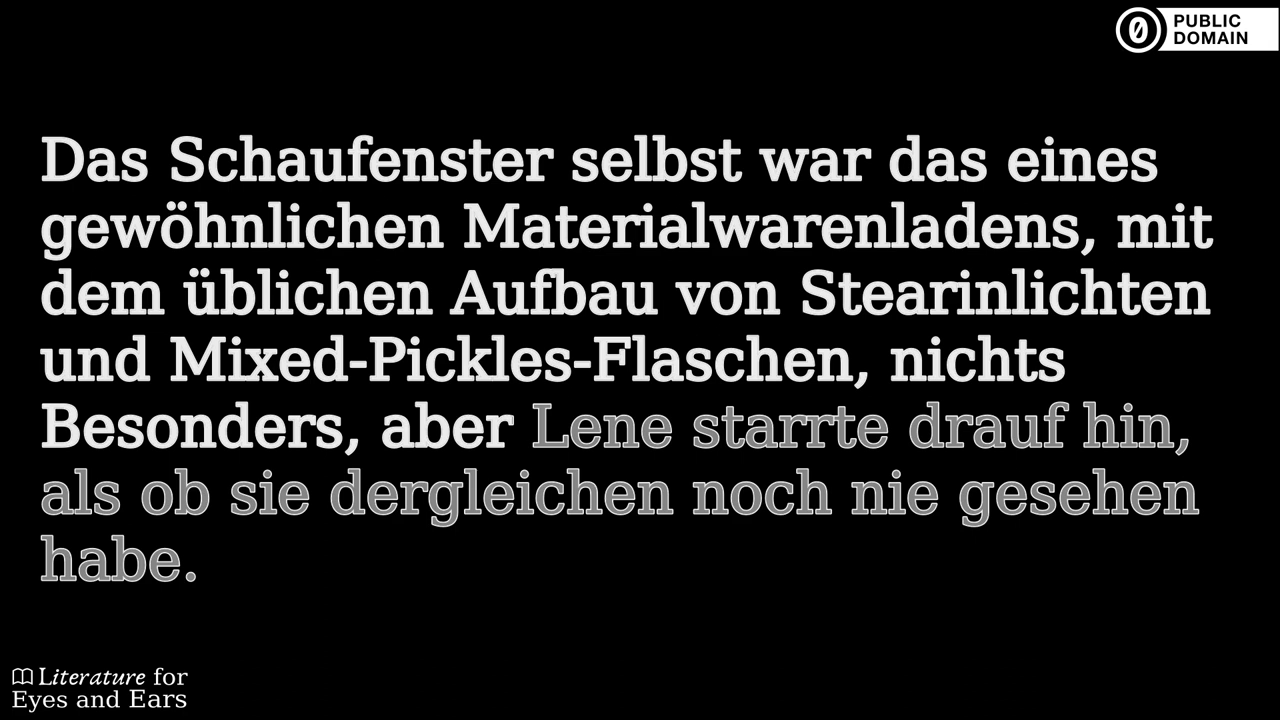 PUBLIC
DOMAIN
Das Schaufenster selbst war das eines
gewöhnlichen Materialwarenladens, mit
dem üblichen Aufbau von Stearinlichten
und Mixed-Pickles-Flaschen, nichts
Besonders, aber Lene starrte drauf hin,
als ob sie dergleichen noch nie gesehen
habe.
Literature for
Eyes and Ears